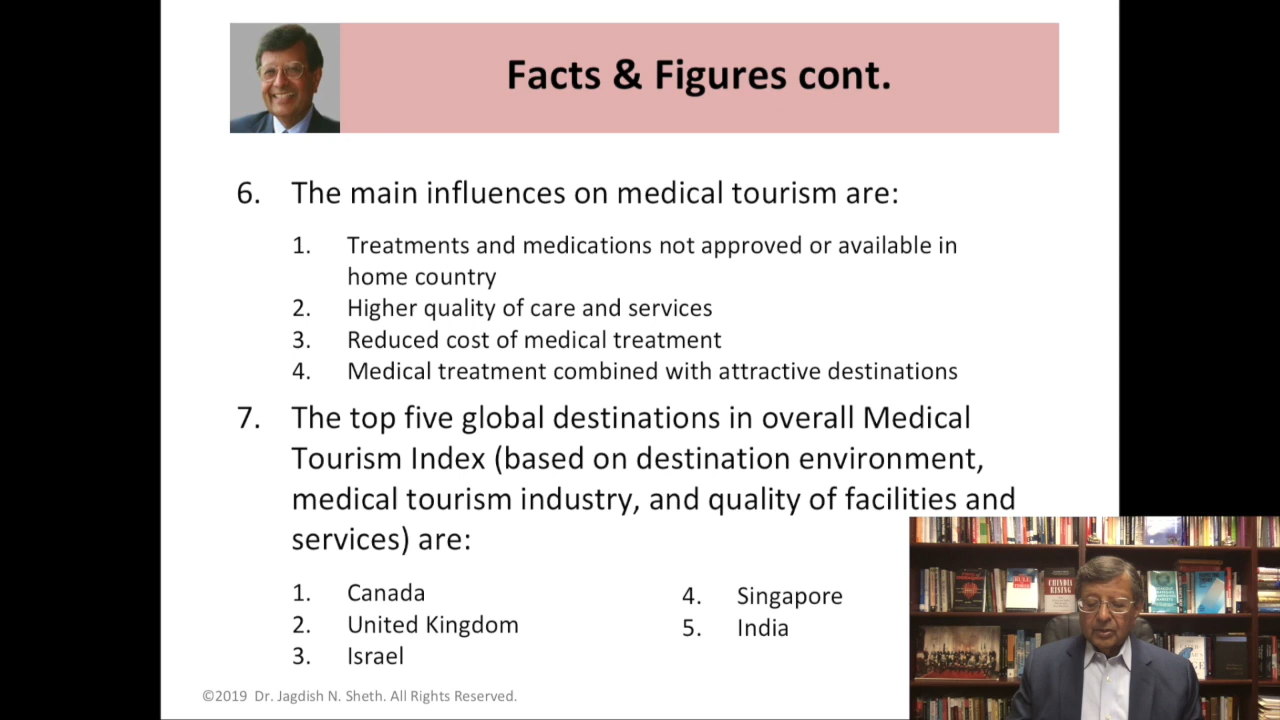 Facts & Figures cont.
6. The main influences on medical tourism are:
1. Treatments and medications not approved or available in
home country
2. Higher quality of care and services
3. Reduced cost of medical treatment
4. Medical treatment combined with attractive destinations
7. The top five global destinations in overall Medical
Tourism Index (based on destination environment,
medical tourism industry, and quality of facilities and
services) are:
1. Canada
2. United Kingdom
3. Israel
4. Singapore
5. India
©2019 Dr. Jagdish N. Sheth. All Rights Reserved.
CHINDIA
RISING